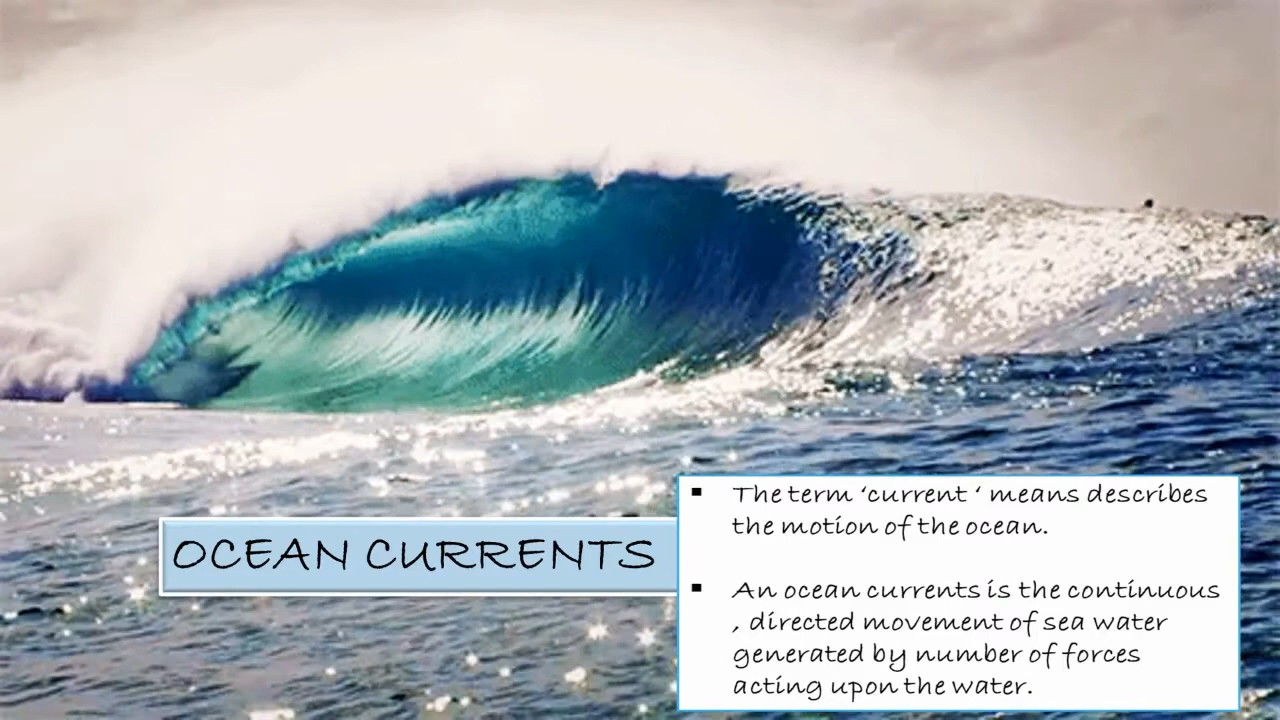 OCEAN CURRENTS
▪ The term ‘current ‘ means describes
the motion of the ocean.
▪ An ocean currents is the continuous
, directed movement of sea water
generated by number of forces
acting upon the water.